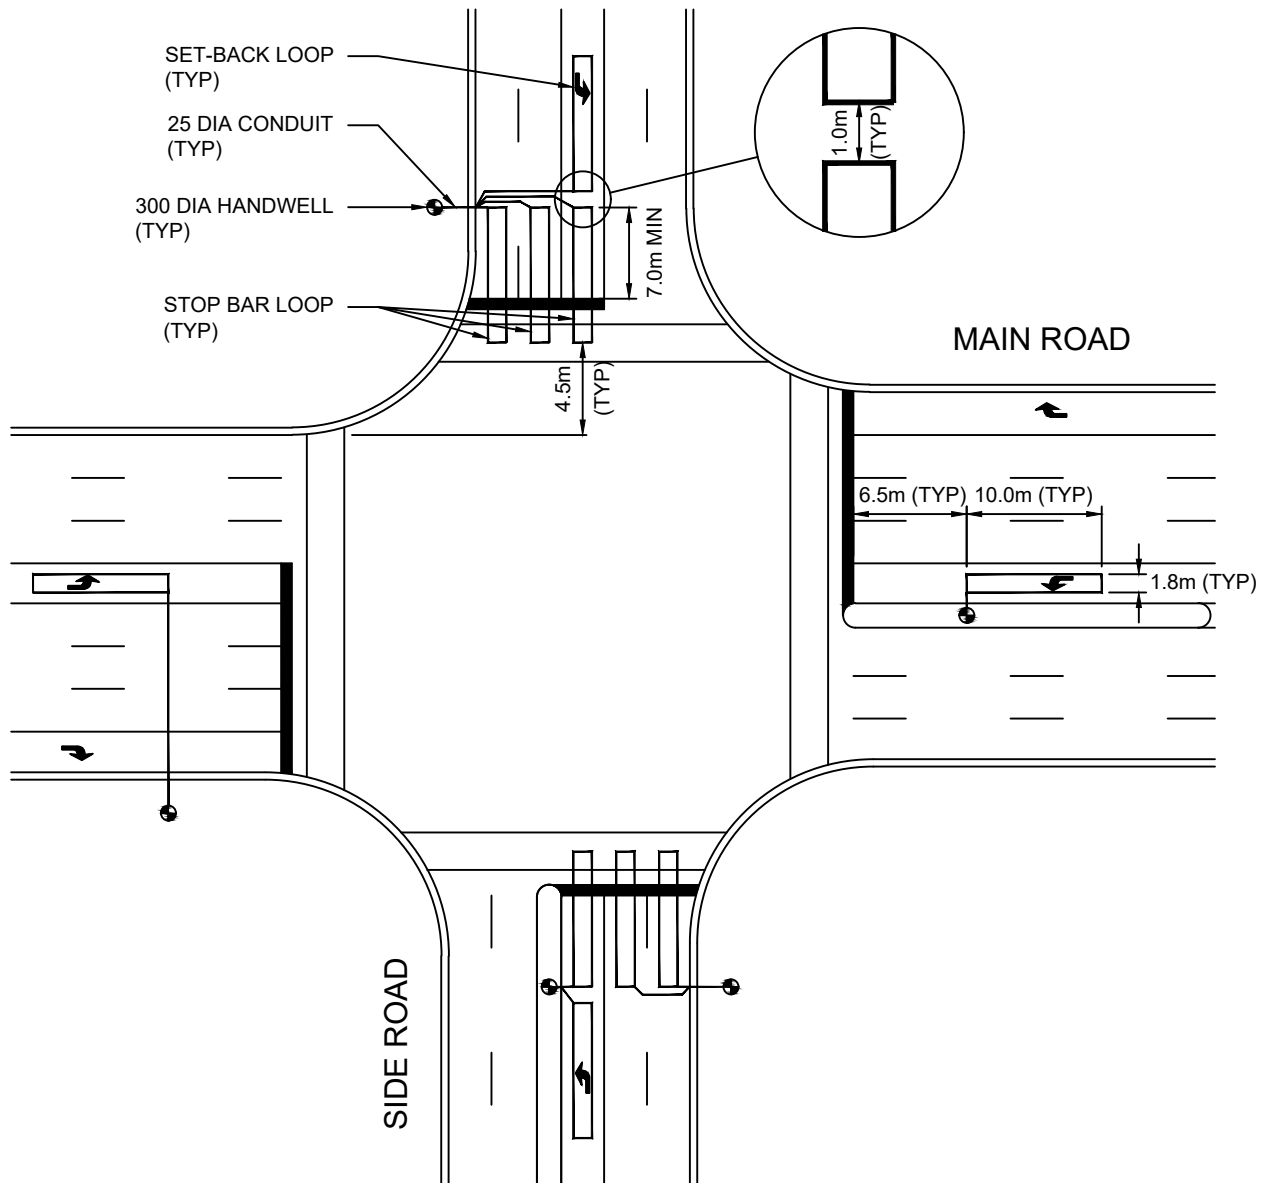 SET-BACK LOOP
(TYP)
25 DIA CONDUIT
(TYP)
300 DIA HANDWELL
(TYP)
STOP BAR LOOP
(TYP)
1.0m
(TYP)
7.0m MIN
4.5m
(TYP)
MAIN ROAD
6.5m (TYP)
10.0m (TYP)
1.8m (TYP)
SIDE ROAD